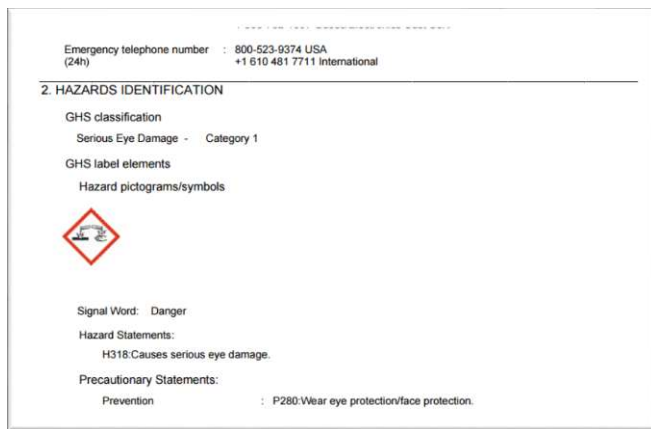 Emergency telephone number : 800-523-9374 USA
(24h) +1 610 481 7711 International
2. HAZARDS IDENTIFICATION
GHS classification
Serious Eye Damage - Category 1
GHS label elements
Hazard pictograms/symbols
Signal Word: Danger
Hazard Statements:
H318:Causes serious eye damage.
Precautionary Statements:
Prevention : P280:Wear eye protection/face protection.